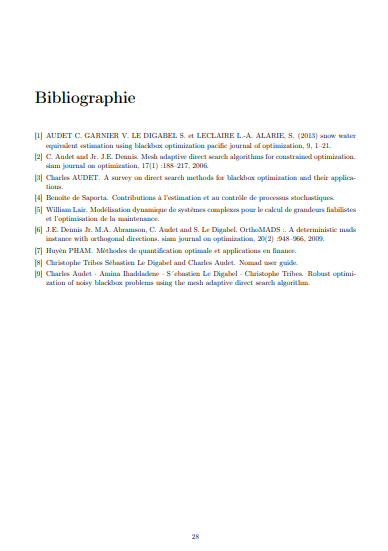 Bibliographie
[1] AUDET C. GARNIER V. LE DIGABEL S. et LECLAIRE L.-A. ALARIE, S. (2013) snow water
equivalent estimation using blackbox optimization pacific journal of optimization, 9, 1–21.
[2] C. Audet and Jr. J.E. Dennis. Mesh adaptive direct search algorithms for constrained optimization.
siam journal on optimization, 17(1) :188–217, 2006.
[3] Charles AUDET. A survey on direct search methods for blackbox optimization and their applica-
tions.
[4] Benoîte de Saporta. Contributions à l'estimation et au contrôle de processus stochastiques.
[5] William Lair. Modélisation dynamique de systèmes complexes pour le calcul de grandeurs fiabilistes
et l'optimisation de la maintenance.
[6] J.E. Dennis Jr. M.A. Abramson, C. Audet and S. Le Digabel. OrthoMADS :. A deterministic mads
instance with orthogonal directions. siam journal on optimization, 20(2) :948–966, 2009.
[7] Huyên PHAM. Méthodes de quantification optimale et applications en finance.
[8] Christophe Tribes Sébastien Le Digabel and Charles Audet. Nomad user guide.
[9] Charles Audet · Amina Ihaddadene · S´ebastien Le Digabel · Christophe Tribes. Robust optimi-
zation of noisy blackbox problems using the mesh adaptive direct search algorithm.
28